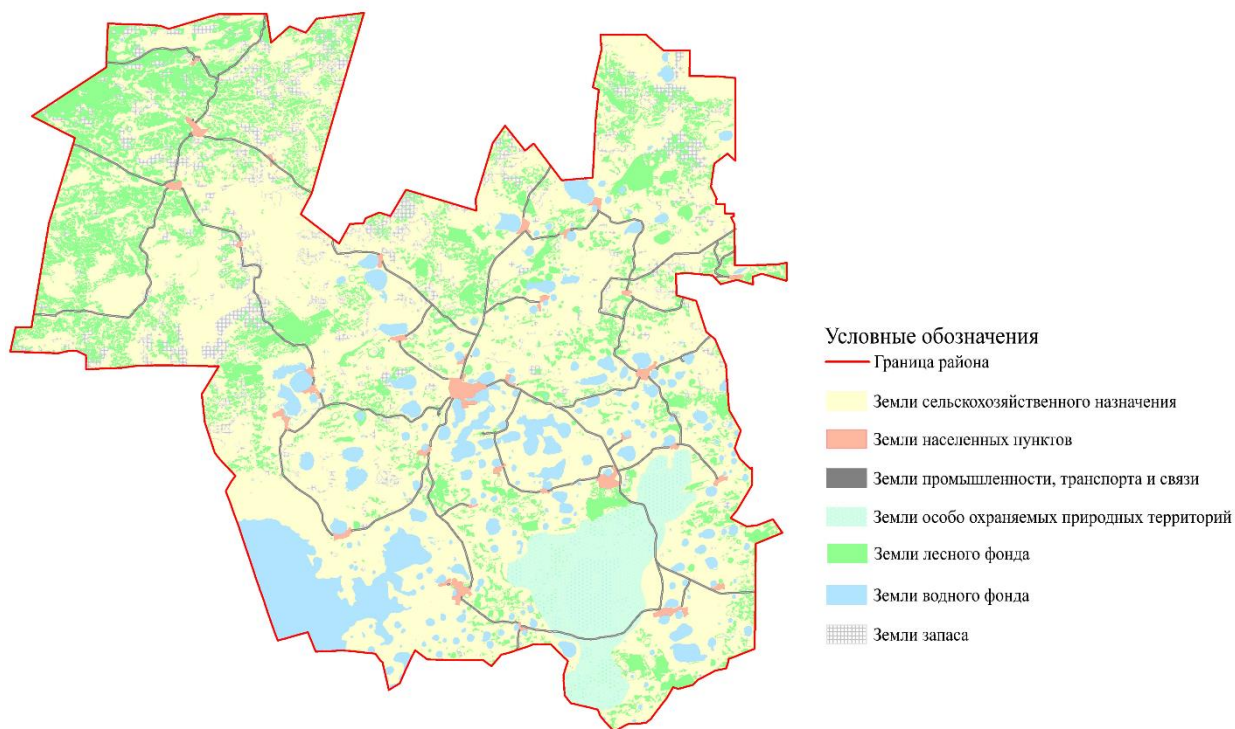 Условные обозначения
Граница района
Земли сельскохозяйственного назначения
Земли населенных пунктов
Земли промышленности, транспорта и связи
Земли особо охраняемых природных территорий
Земли лесного фонда
Земли водного фонда
Земли запаса